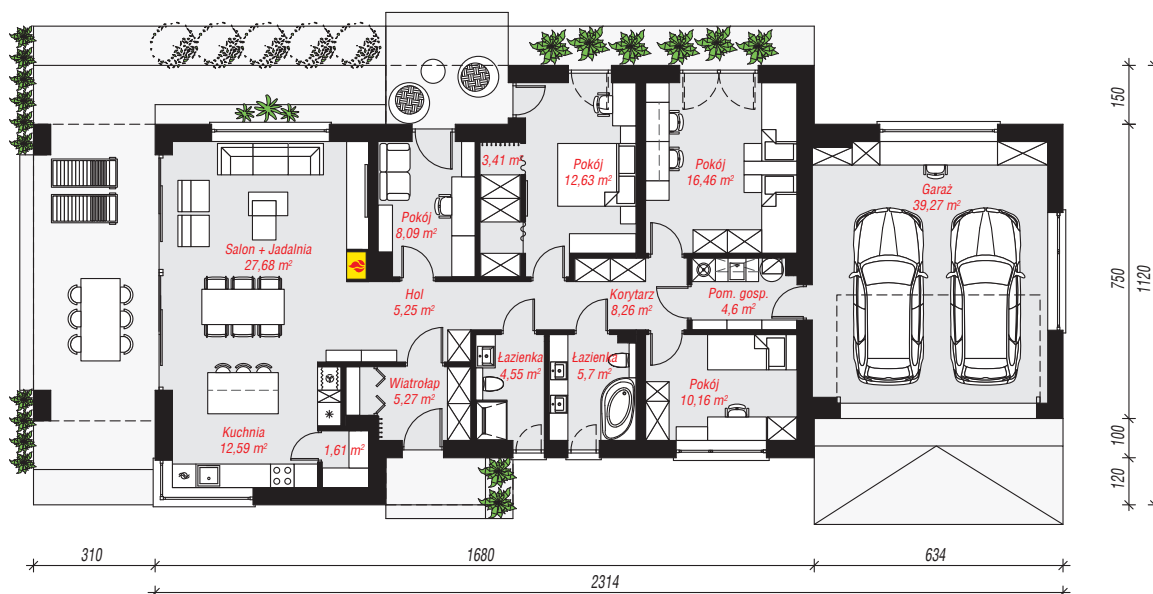 3,41 m²
Pokój
12,63 m²
Pokój
16,46 m²
Garaż
39,27 m²
Pokój
8,09 m²
Salon + Jadalnia
27,68 m²
Hol
5,25 m²
Korytarz
8,26 m²
Pom. gosp.
4,6 m²
Łazienka
4,55 m²
Łazienka
5,7 m²
Wiatrołap
5,27 m²
Pokój
10,16 m²
Kuchnia
12,59 m²
1,61 m²
150
750
1120
100
120
310
1680
634
2314